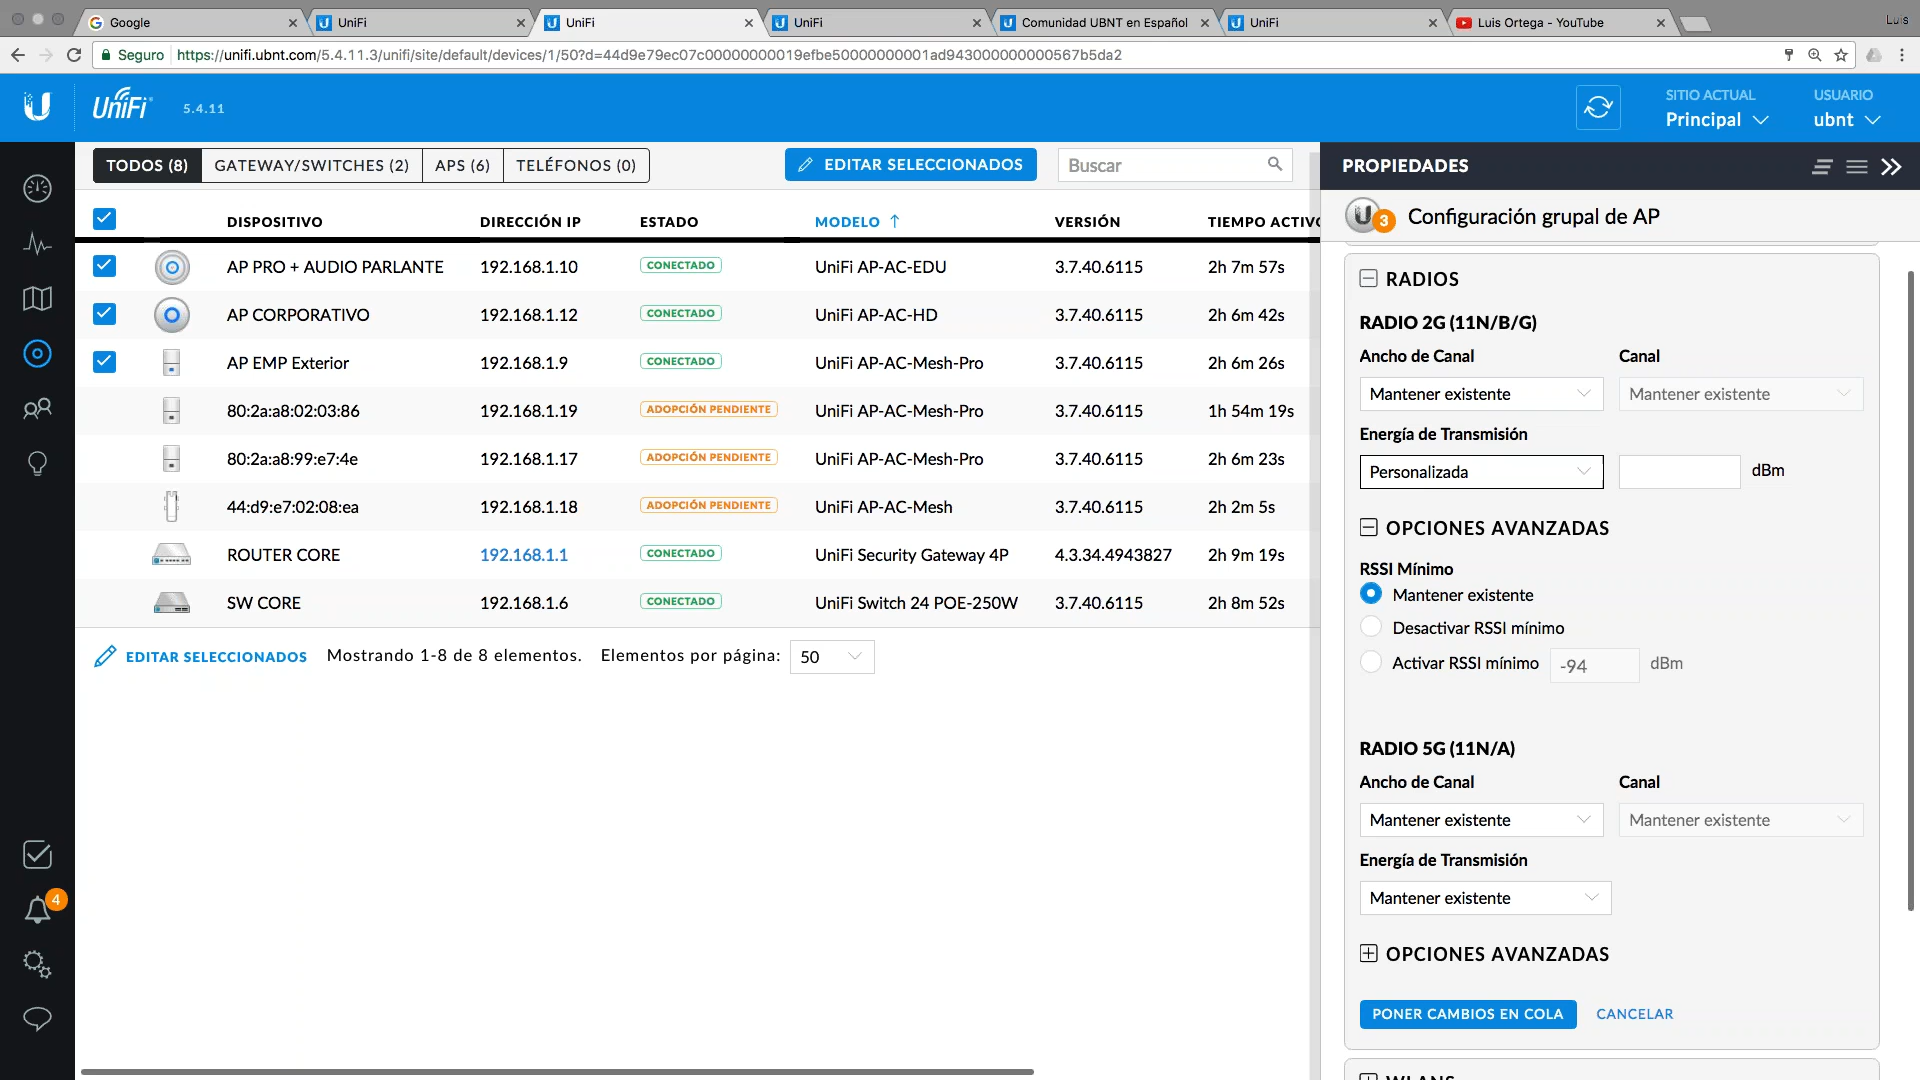 Google
UniFi
UniFi
UniFi
Comunidad UBNT en Español
UniFi
Luis Ortega - YouTube
Luis
Seguro
https://unifi.ubnt.com/5.4.11.3/unifi/site/default/devices/1/50?d=44d9e79ec07c00000000019efbe50000000001ad943000000000567b5da2
UniFi
5.4.11
SITIO ACTUAL
Principal
USUARIO
ubnt
TODOS (8)
GATEWAY/SWITCHES (2)
APS (6)
TELÉFONOS (0)
EDITAR SELECCIONADOS
Buscar
DISPOSITIVO DIRECCIÓN IP ESTADO MODELO VERSIÓN TIEMPO ACTIVO
AP PRO + AUDIO PARLANTE 192.168.1.10 CONECTADO UniFi AP-AC-EDU 3.7.40.6115 2h 7m 57s
AP CORPORATIVO 192.168.1.12 CONECTADO UniFi AP-AC-HD 3.7.40.6115 2h 6m 42s
AP EMP Exterior 192.168.1.9 CONECTADO UniFi AP-AC-Mesh-Pro 3.7.40.6115 2h 6m 26s
80:2a:a8:02:03:86 192.168.1.19 ADOPCIÓN PENDIENTE UniFi AP-AC-Mesh-Pro 3.7.40.6115 1h 54m 19s
80:2a:a8:99:e7:4e 192.168.1.17 ADOPCIÓN PENDIENTE UniFi AP-AC-Mesh-Pro 3.7.40.6115 2h 6m 23s
44:d9:e7:02:08:ea 192.168.1.18 ADOPCIÓN PENDIENTE UniFi AP-AC-Mesh 3.7.40.6115 2h 2m 5s
ROUTER CORE 192.168.1.1 CONECTADO UniFi Security Gateway 4P 4.3.34.4943827 2h 9m 19s
SW CORE 192.168.1.6 CONECTADO UniFi Switch 24 POE-250W 3.7.40.6115 2h 8m 52s
EDITAR SELECCIONADOS Mostrando 1-8 de 8 elementos. Elementos por página: 50
4
PROPIEDADES
3 Configuración grupal de AP
RADIOS
RADIO 2G (11N/B/G)
Ancho de Canal Canal
Mantener existente Mantener existente
Energía de Transmisión
Personalizada dBm
OPCIONES AVANZADAS
RSSI Mínimo
Mantener existente
Desactivar RSSI mínimo
Activar RSSI mínimo -94 dBm
RADIO 5G (11N/A)
Ancho de Canal Canal
Mantener existente Mantener existente
Energía de Transmisión
Mantener existente
OPCIONES AVANZADAS
PONER CAMBIOS EN COLA CANCELAR
WLANS